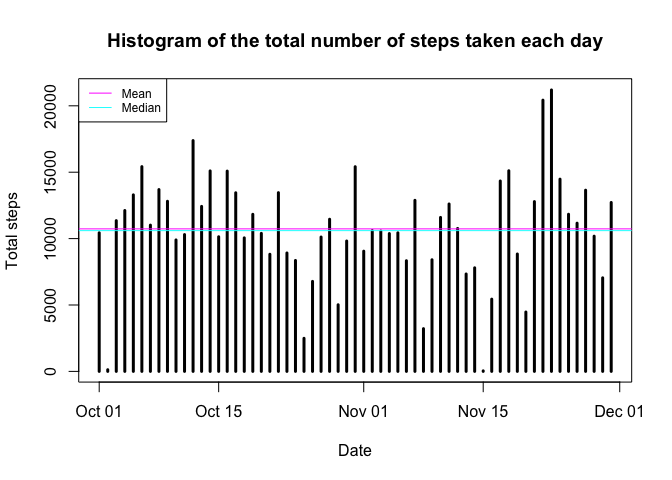 Histogram of the total number of steps taken each day
Mean
Median
Total steps
20000
15000
10000
5000
0
Oct 01 Oct 15 Nov 01 Nov 15 Dec 01
Date